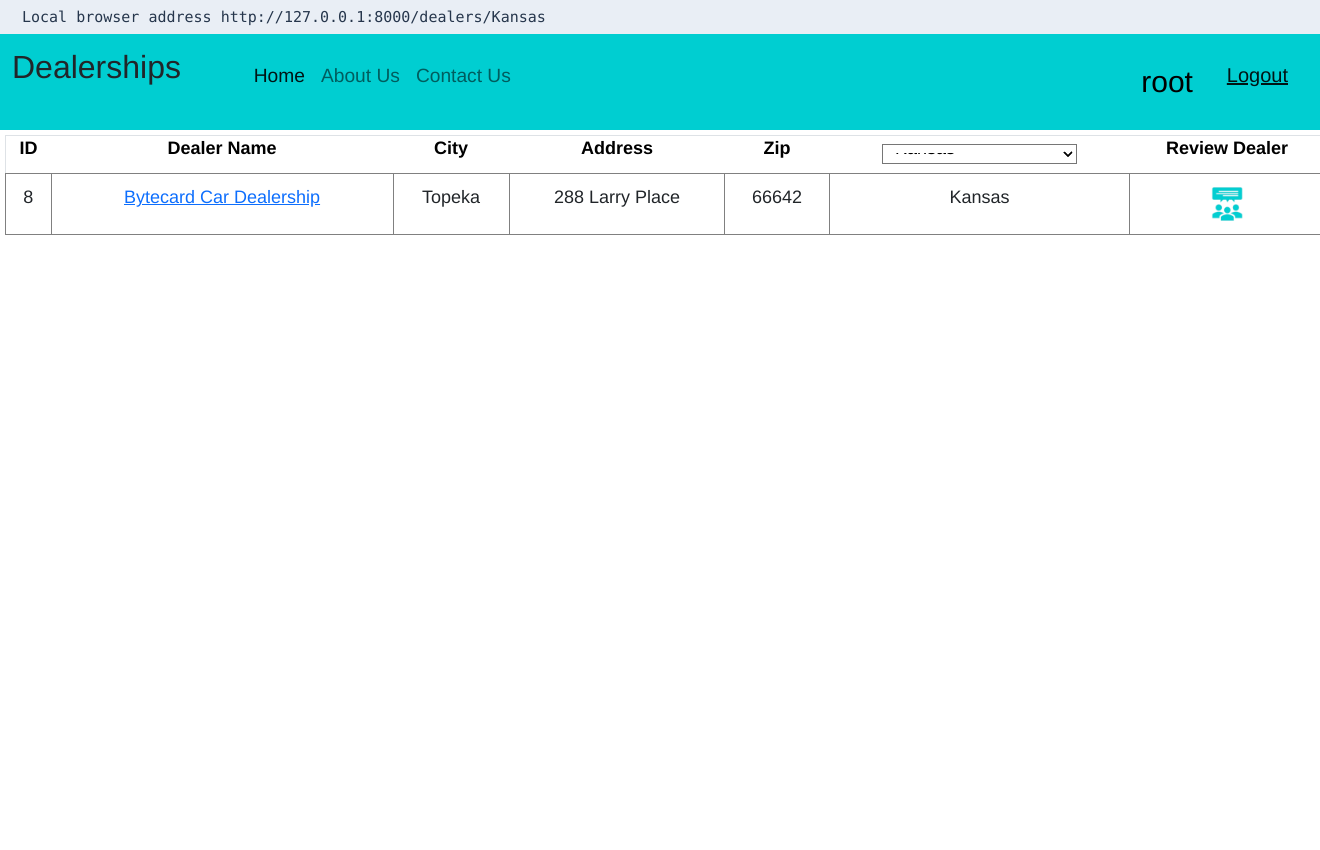 Local browser address http://127.0.0.1:8000/dealers/Kansas
Dealerships Home About Us Contact Us root Logout
ID Dealer Name City Address Zip Review Dealer
8 Bytecard Car Dealership Topeka 288 Larry Place 66642 Kansas